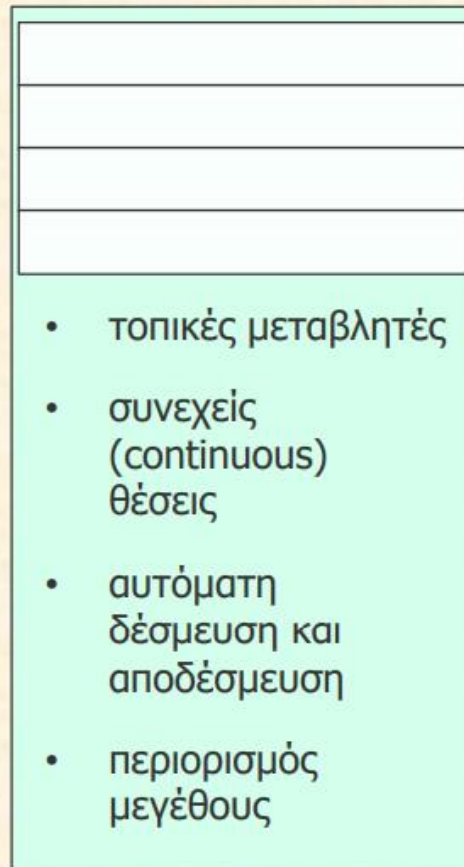 • τοπικές μεταβλητές
• συνεχείς
(continuous)
θέσεις
• αυτόματη
δέσμευση και
αποδέσμευση
• περιορισμός
μεγέθους